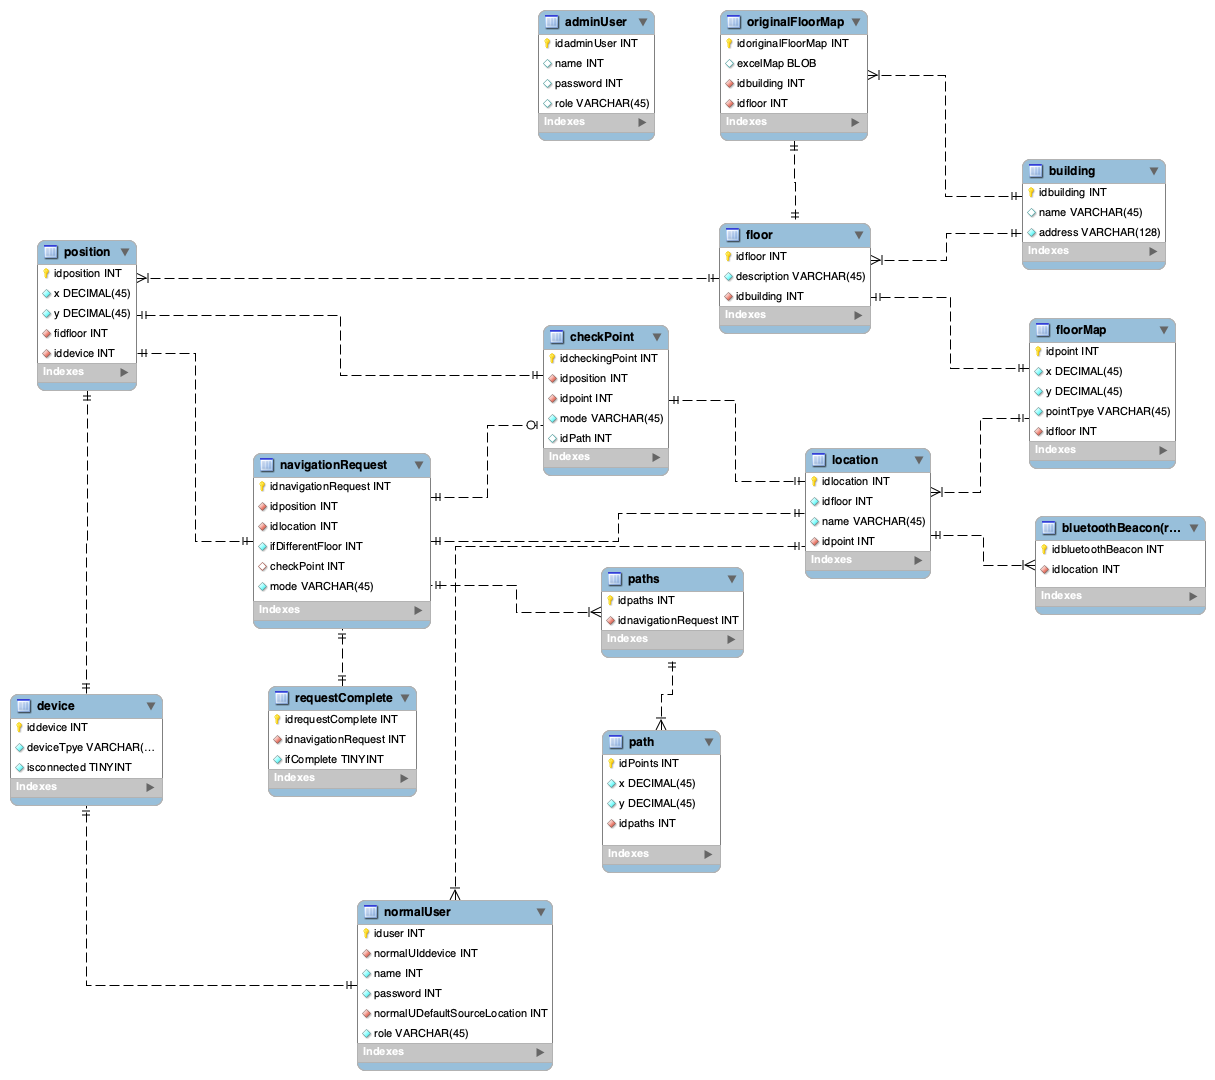 adminUser
idadminUser INT
name INT
password INT
role VARCHAR(45)
Indexes
originalFloorMap
idoriginalFloorMap INT
excelMap BLOB
idbuilding INT
idfloor INT
Indexes
building
idbuilding INT
name VARCHAR(45)
address VARCHAR(128)
Indexes
position
idposition INT
x DECIMAL(45)
y DECIMAL(45)
fidfloor INT
iddevice INT
Indexes
floor
idfloor INT
description VARCHAR(45)
idbuilding INT
Indexes
checkPoint
idcheckingPoint INT
idposition INT
idpoint INT
mode VARCHAR(45)
idPath INT
Indexes
floorMap
idpoint INT
x DECIMAL(45)
y DECIMAL(45)
pointTpye VARCHAR(45)
idfloor INT
Indexes
navigationRequest
idnavigationRequest INT
idposition INT
idlocation INT
ifDifferentFloor INT
checkPoint INT
mode VARCHAR(45)
Indexes
location
idlocation INT
idfloor INT
name VARCHAR(45)
idpoint INT
Indexes
bluetoothBeacon(r...
idbluetoothBeacon INT
idlocation INT
Indexes
paths
idpaths INT
idnavigationRequest INT
Indexes
device
iddevice INT
deviceTpye VARCHAR(...
isconnected TINYINT
Indexes
requestComplete
idrequestComplete INT
idnavigationRequest INT
ifComplete TINYINT
Indexes
path
idPoints INT
x DECIMAL(45)
y DECIMAL(45)
idpaths INT
Indexes
normalUser
iduser INT
normalUIddevice INT
name INT
password INT
normalUDefaultSourceLocation INT
role VARCHAR(45)
Indexes